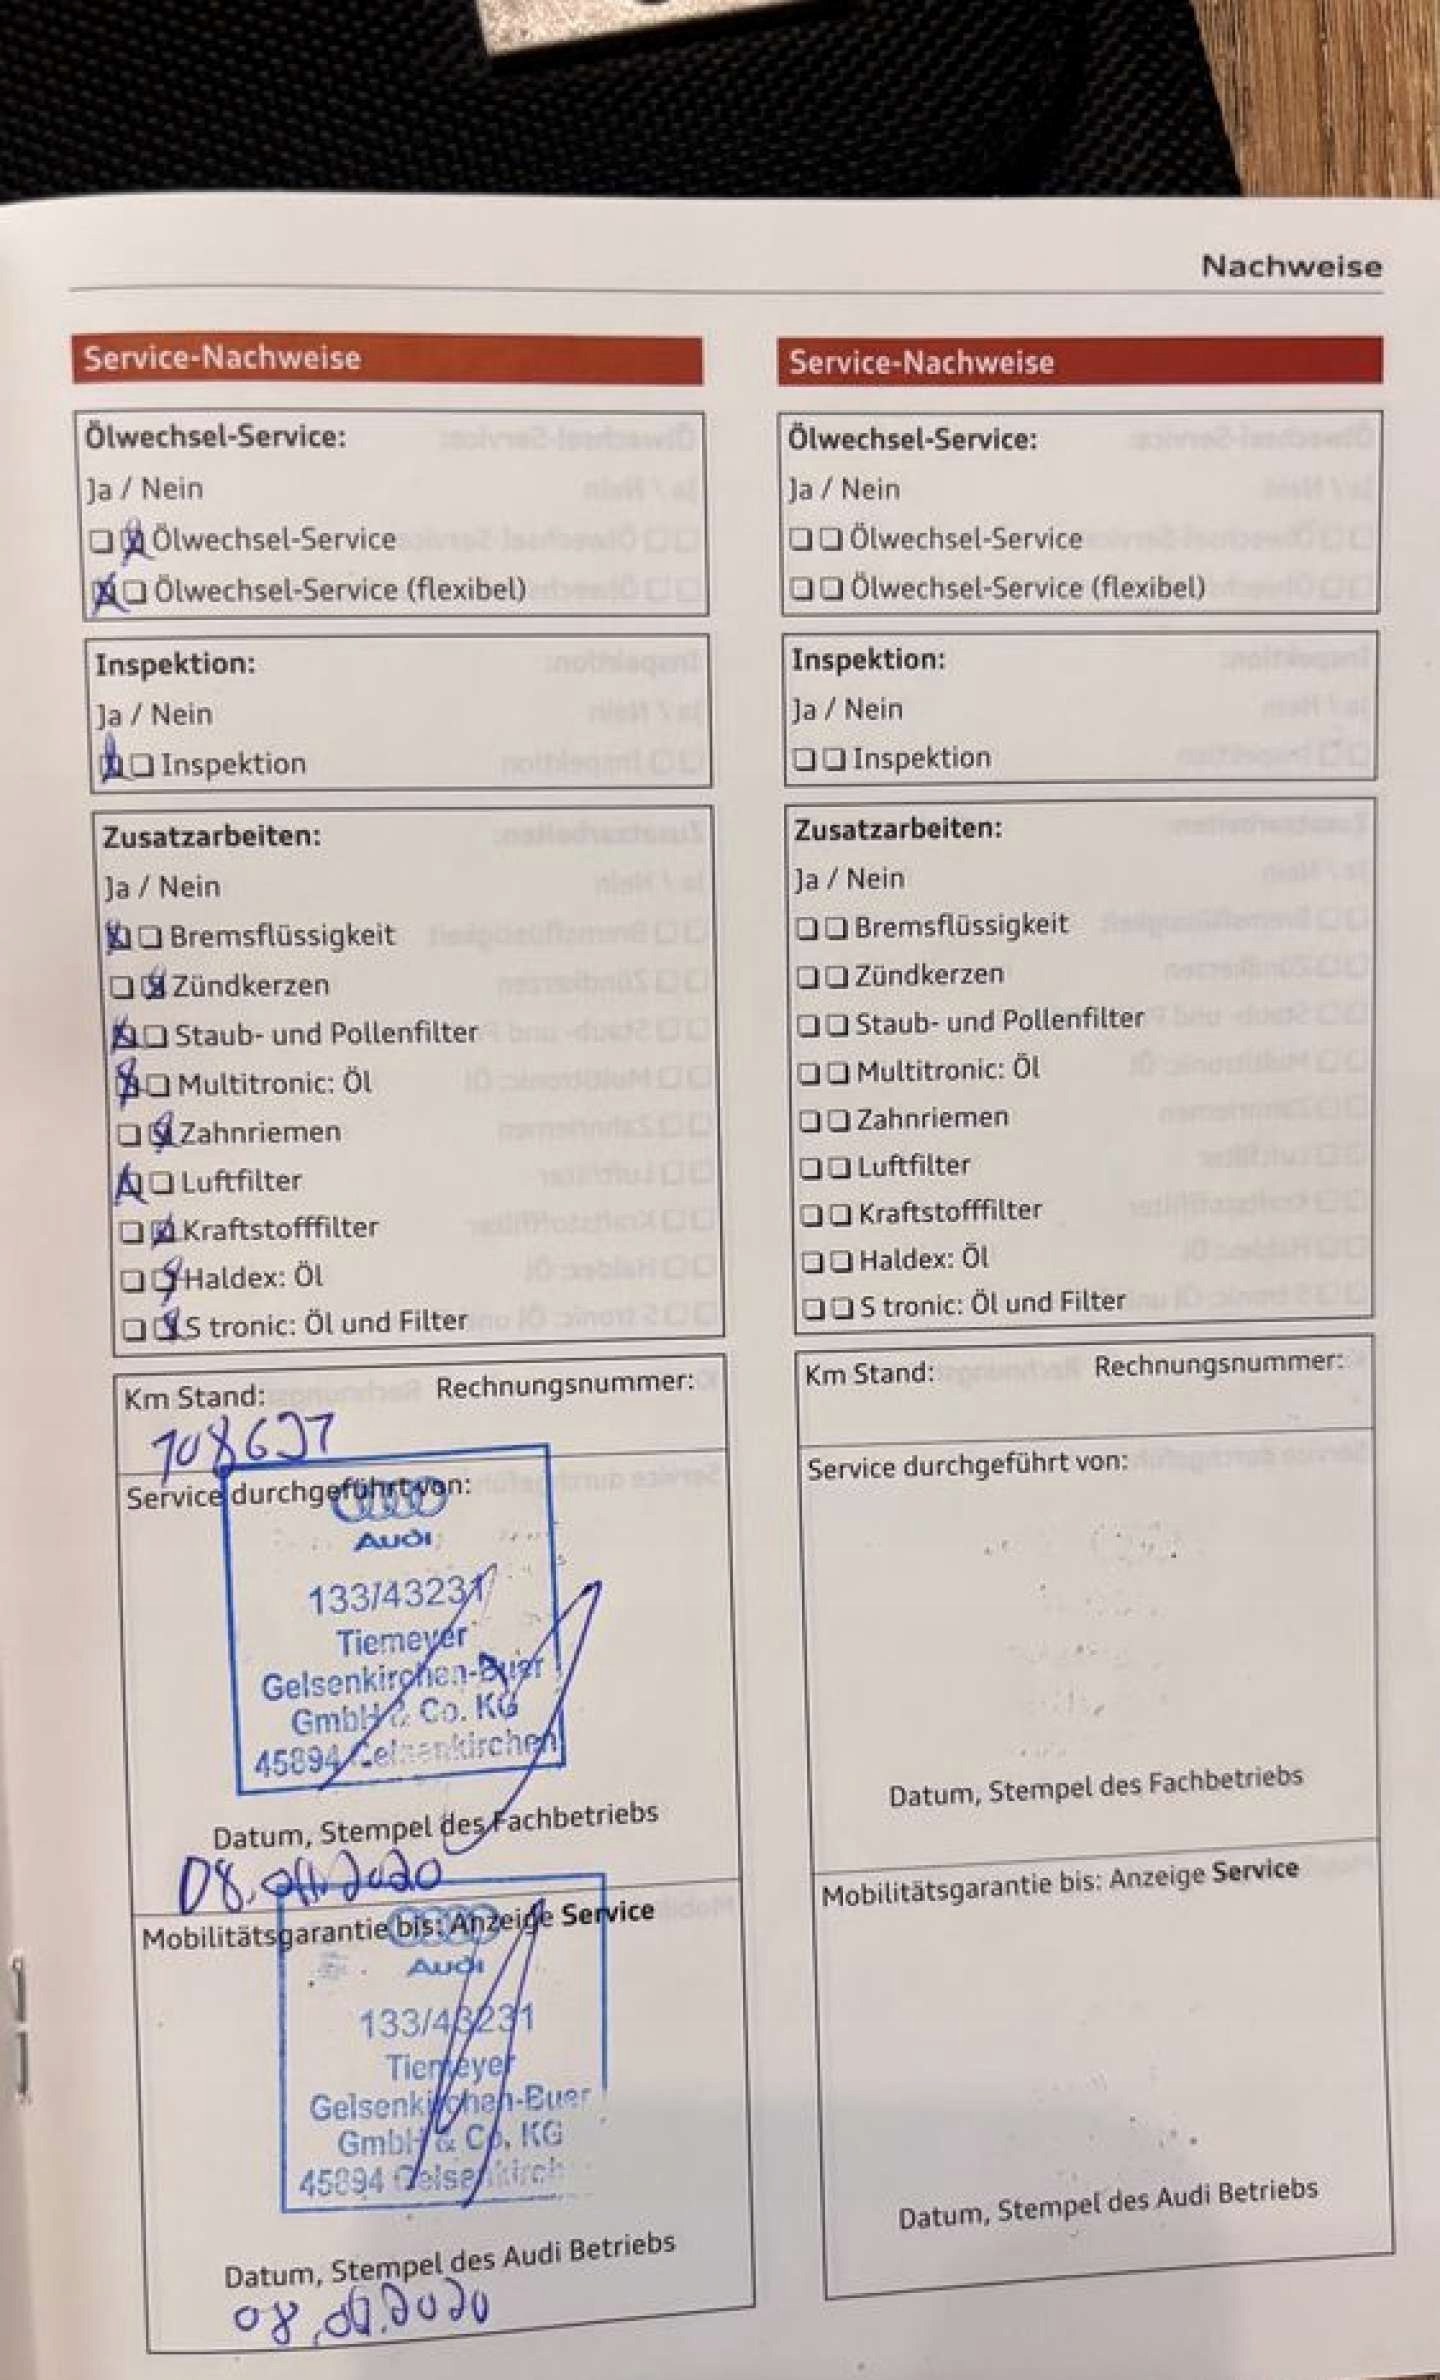 Nachweise
Service-Nachweise
Ölwechsel-Service:
Ja / Nein
Ölwechsel-Service
Ölwechsel-Service (flexibel)
Inspektion:
Ja / Nein
Inspektion
Zusatzarbeiten:
Ja / Nein
Bremsflüssigkeit
Zündkerzen
Staub- und Pollenfilter
Multitronic: Öl
Zahnriemen
Luftfilter
Kraftstofffilter
Haldex: Öl
S tronic: Öl und Filter
Km Stand: Rechnungsnummer:
Service durchgeführt von:
Audi
133/43231
Tiemeyer
Gelsenkirchen-Buer
GmbH & Co. KG
45894 Gelsenkirchen
Datum, Stempel des Fachbetriebs
Mobilitätsgarantie bis: Anzeige Service
Audi
133/43231
Tiemeyer
Gelsenkirchen-Buer
GmbH & Co. KG
45894 Gelsenkirch
Datum, Stempel des Audi Betriebs
Service-Nachweise
Ölwechsel-Service:
Ja / Nein
Ölwechsel-Service
Ölwechsel-Service (flexibel)
Inspektion:
Ja / Nein
Inspektion
Zusatzarbeiten:
Ja / Nein
Bremsflüssigkeit
Zündkerzen
Staub- und Pollenfilter
Multitronic: Öl
Zahnriemen
Luftfilter
Kraftstofffilter
Haldex: Öl
S tronic: Öl und Filter
Km Stand: Rechnungsnummer:
Service durchgeführt von:
Datum, Stempel des Fachbetriebs
Mobilitätsgarantie bis: Anzeige Service
Datum, Stempel des Audi Betriebs